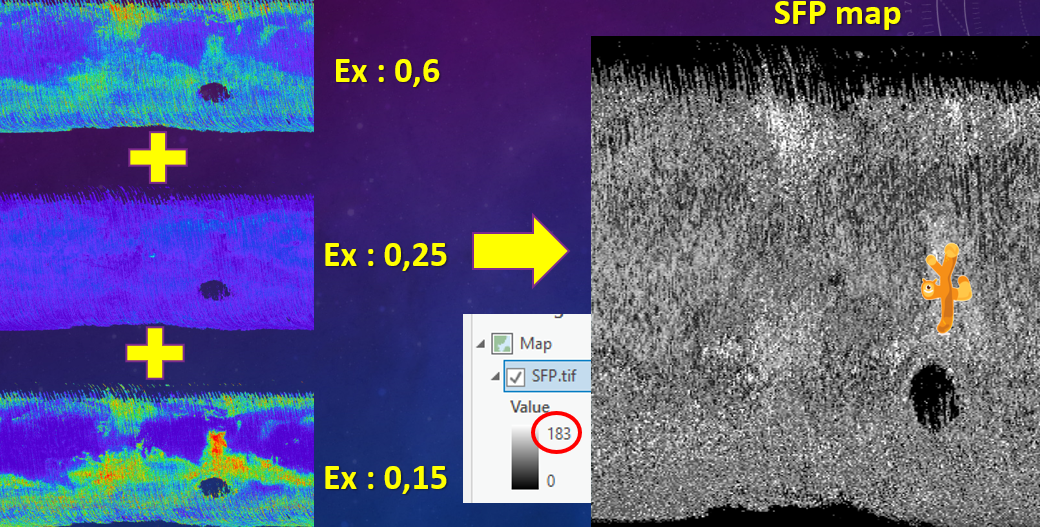 SFP map
Ex : 0,6
Ex : 0,25
Ex : 0,15
Map
SFP.tif
Value
183
0